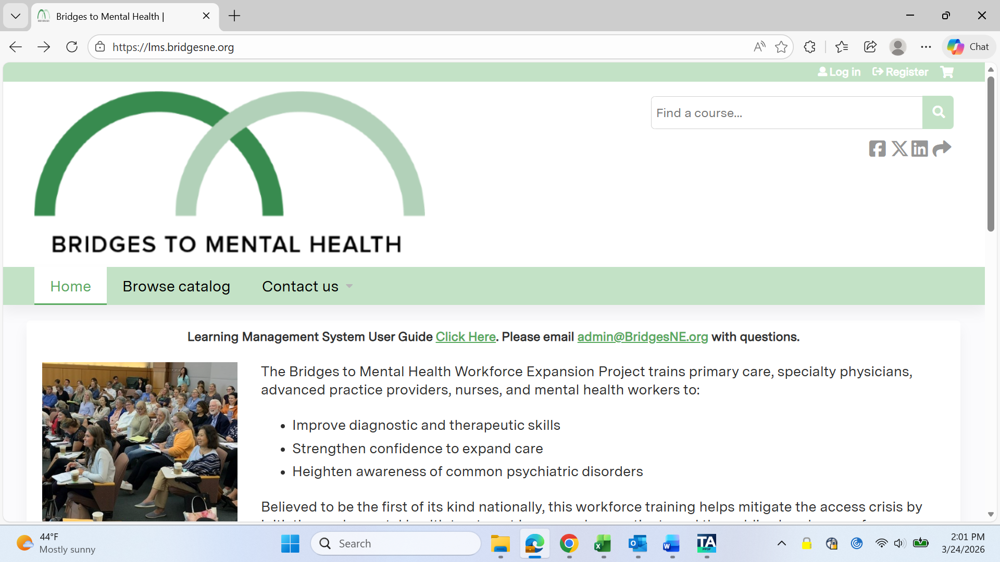 Bridges to Mental Health |
https://lms.bridgesne.org
Chat
Log in
Register
Find a course...
BRIDGES TO MENTAL HEALTH
Home
Browse catalog
Contact us
Learning Management System User Guide Click Here. Please email admin@BridgesNE.org with questions.
The Bridges to Mental Health Workforce Expansion Project trains primary care, specialty physicians,
advanced practice providers, nurses, and mental health workers to:
• Improve diagnostic and therapeutic skills
• Strengthen confidence to expand care
• Heighten awareness of common psychiatric disorders
Believed to be the first of its kind nationally, this workforce training helps mitigate the access crisis by
44°F
Mostly sunny
Search
TA
PPDF
2:01 PM
3/24/2026